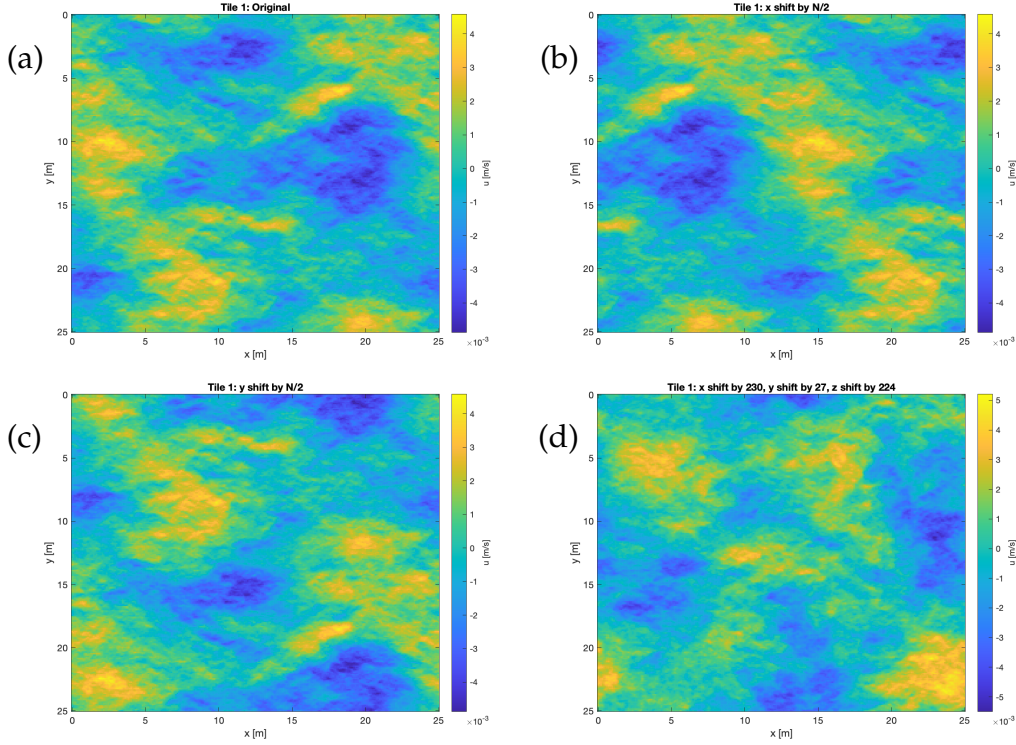 Tile 1: Original
(a)
0
5
10
15
20
25
y [m]
0 5 10 15 20 25
x [m]
4
3
2
1
0
-1
-2
-3
-4
×10⁻³
u [m/s]
Tile 1: x shift by N/2
(b)
0
5
10
15
20
25
y [m]
0 5 10 15 20 25
x [m]
4
3
2
1
0
-1
-2
-3
-4
×10⁻³
u [m/s]
Tile 1: y shift by N/2
(c)
0
5
10
15
20
25
y [m]
0 5 10 15 20 25
x [m]
4
3
2
1
0
-1
-2
-3
-4
×10⁻³
u [m/s]
Tile 1: x shift by 230, y shift by 27, z shift by 224
(d)
0
5
10
15
20
25
y [m]
0 5 10 15 20 25
x [m]
5
4
3
2
1
0
-1
-2
-3
-4
-5
×10⁻³
u [m/s]